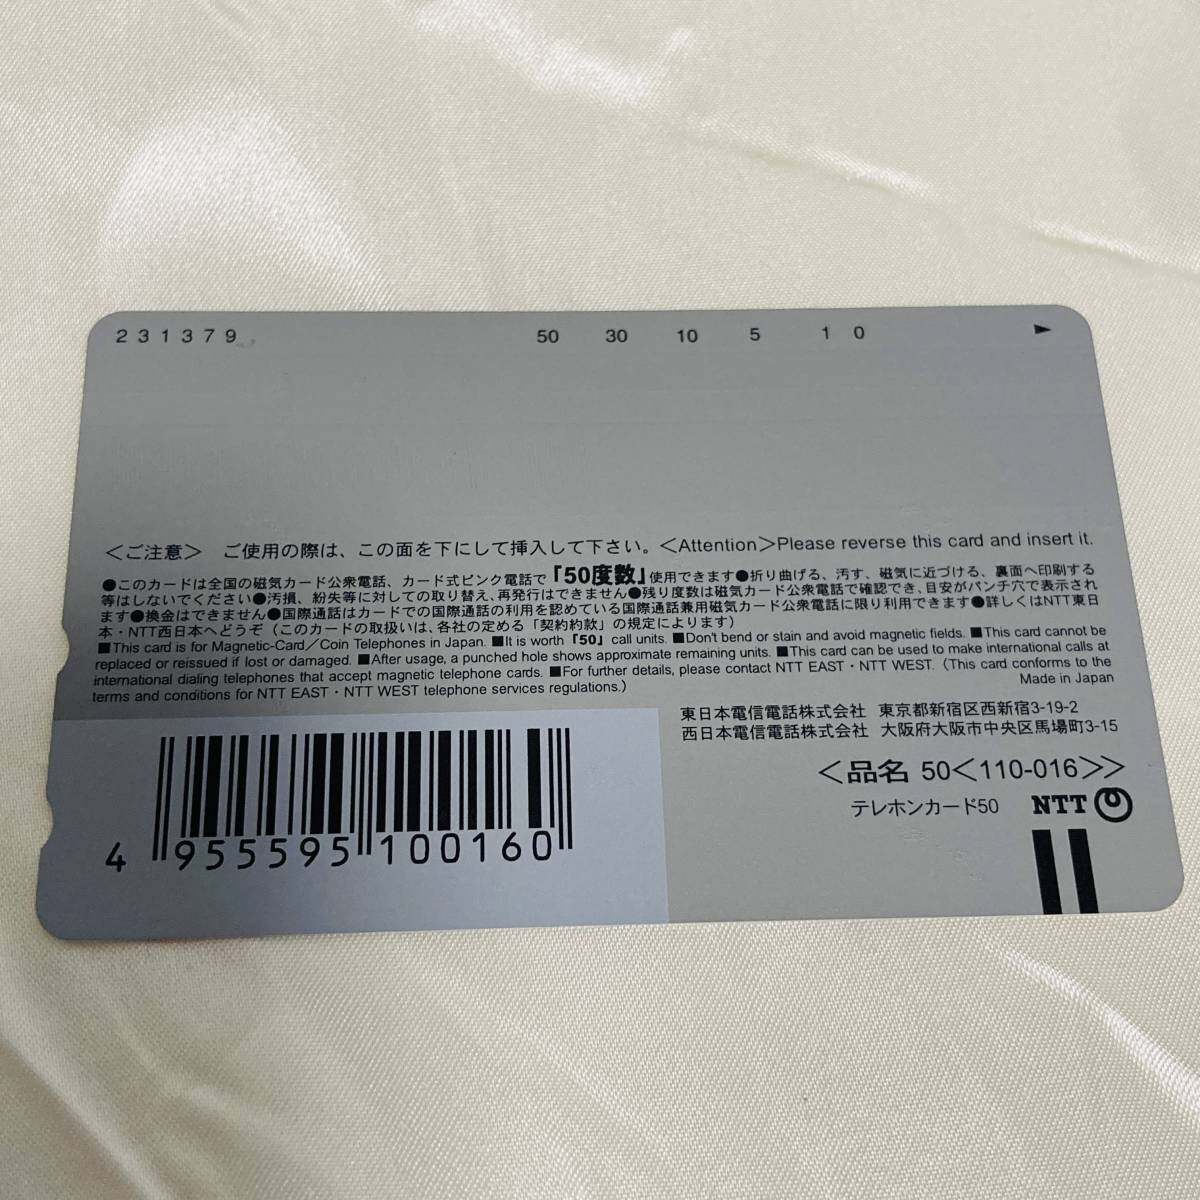 231379 50 30 10 5 1 0 ▶
＜ご注意＞ ご使用の際は、この面を下にして挿入して下さい。＜Attention＞Please reverse this card and insert it.
●このカードは全国の磁気カード公衆電話、カード式ピンク電話で「50度数」使用できます●折り曲げる、汚す、磁気に近づける、裏面へ印刷する
等はしないでください●汚損、紛失等に対しての取り替え、再発行はできません●残り度数は磁気カード公衆電話で確認でき、目安がパンチ穴で表示され
ます●換金はできません●国際通話はカードでの国際通話の利用を認めている国際通話兼用磁気カード公衆電話に限り利用できます●詳しくはNTT東日
本・NTT西日本へどうぞ（このカードの取扱いは、各社の定める「契約約款」の規定によります）
■This card is for Magnetic-Card／Coin Telephones in Japan. ■It is worth「50」call units. ■Don't bend or stain and avoid magnetic fields. ■This card cannot be
replaced or reissued if lost or damaged. ■After usage, a punched hole shows approximate remaining units. ■This card can be used to make international calls at
international dialing telephones that accept magnetic telephone cards. ■For further details, please contact NTT EAST・NTT WEST.（This card conforms to the
terms and conditions for NTT EAST・NTT WEST telephone services regulations.） Made in Japan
東日本電信電話株式会社 東京都新宿区西新宿3-19-2
西日本電信電話株式会社 大阪府大阪市中央区馬場町3-15
＜品名 50＜110-016＞＞
テレホンカード50 NTT
4 955595 100160